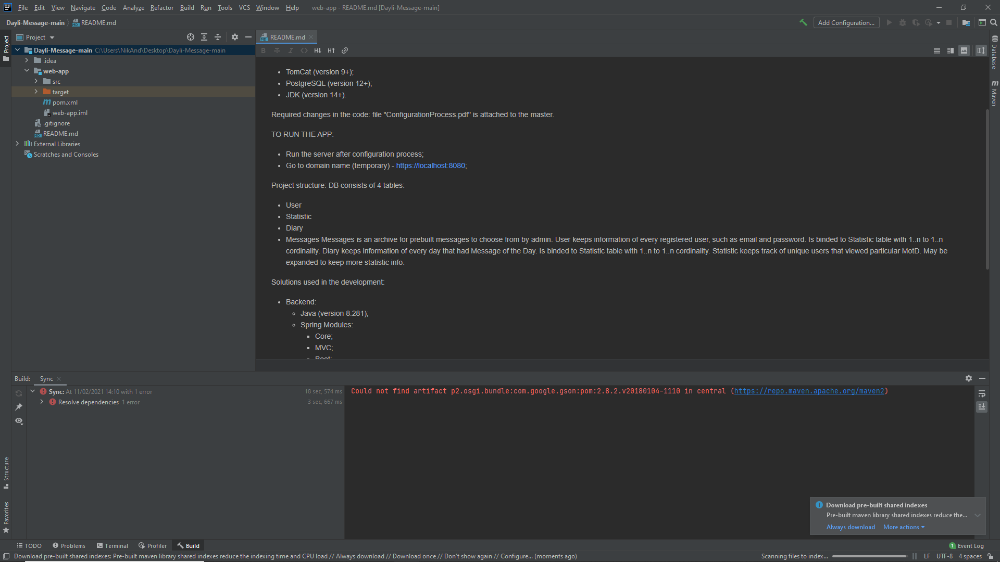 File Edit View Navigate Code Analyze Refactor Build Run Tools VCS Window Help web-app - README.md [Dayli-Message-main]
Dayli-Message-main README.md
Add Configuration...
Project
Project
README.md
Dayli-Message-main C:\Users\NikAnd\Desktop\Dayli-Message-main
.idea
web-app
src
target
pom.xml
web-app.iml
.gitignore
README.md
External Libraries
Scratches and Consoles
TomCat (version 9+);
PostgreSQL (version 12+);
JDK (version 14+).
Required changes in the code: file "ConfigurationProcess.pdf" is attached to the master.
TO RUN THE APP:
Run the server after configuration process;
Go to domain name (temporary) - https://localhost:8080;
Project structure: DB consists of 4 tables:
User
Statistic
Diary
Messages Messages is an archive for prebuilt messages to choose from by admin. User keeps information of every registered user, such as email and password. Is binded to Statistic table with 1..n to 1..n
cordinality. Diary keeps information of every day that had Message of the Day. Is binded to Statistic table with 1..n to 1..n cordinality. Statistic keeps track of unique users that viewed particular MotD. May be
expanded to keep more statistic info.
Solutions used in the development:
Backend:
Java (version 8.281);
Spring Modules:
Core;
MVC;
Boot;
Database
Maven
Build: Sync
Sync: At 11/02/2021 14:10 with 1 error 18 sec, 574 ms
Resolve dependencies 1 error 3 sec, 667 ms
Could not find artifact p2.osgi.bundle:com.google.gson:pom:2.8.2.v20180104-1110 in central (https://repo.maven.apache.org/maven2)
Structure
Favorites
Download pre-built shared indexes
Pre-built maven library shared indexes reduce the...
Always download More actions
TODO Problems Terminal Profiler Build
1 Event Log
Download pre-built shared indexes: Pre-built maven library shared indexes reduce the indexing time and CPU load // Always download // Download once // Don't show again // Configure... (moments ago)
Scanning files to index... LF UTF-8 4 spaces